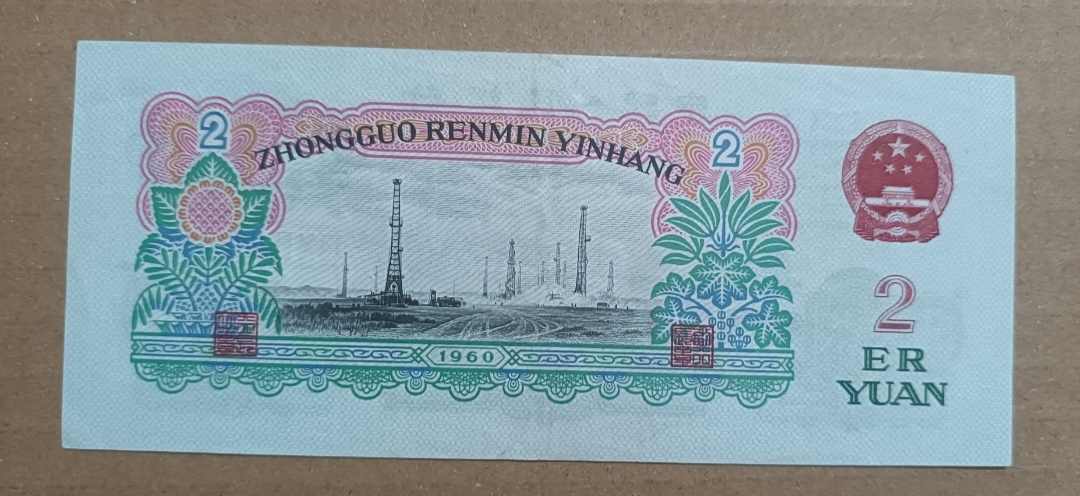 2
2
ZHONGGUO RENMIN YINHANG
1960
2
ER
YUAN